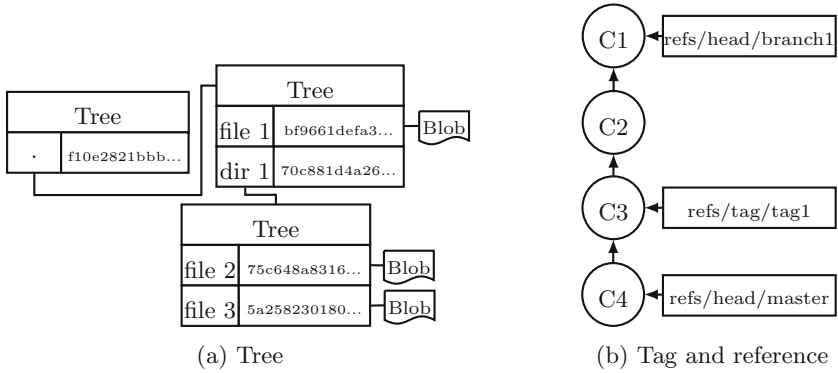 Tree
. f10e2821bbb...
Tree
file 1 bf9661defa3... Blob
dir 1 70c881d4a26...
Tree
file 2 75c648a8316... Blob
file 3 5a258230180... Blob
(a) Tree
C1 refs/head/branch1
C2
C3 refs/tag/tag1
C4 refs/head/master
(b) Tag and reference